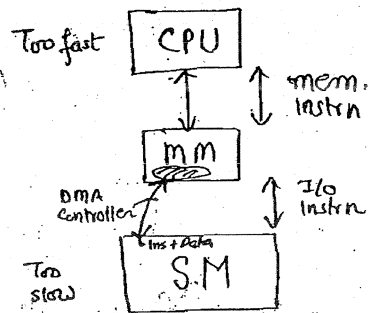 Too fast
CPU
mem.
Instrn
mm
DMA
controller
I/o
Instrn
Ins + Data
Too
slow
S.M